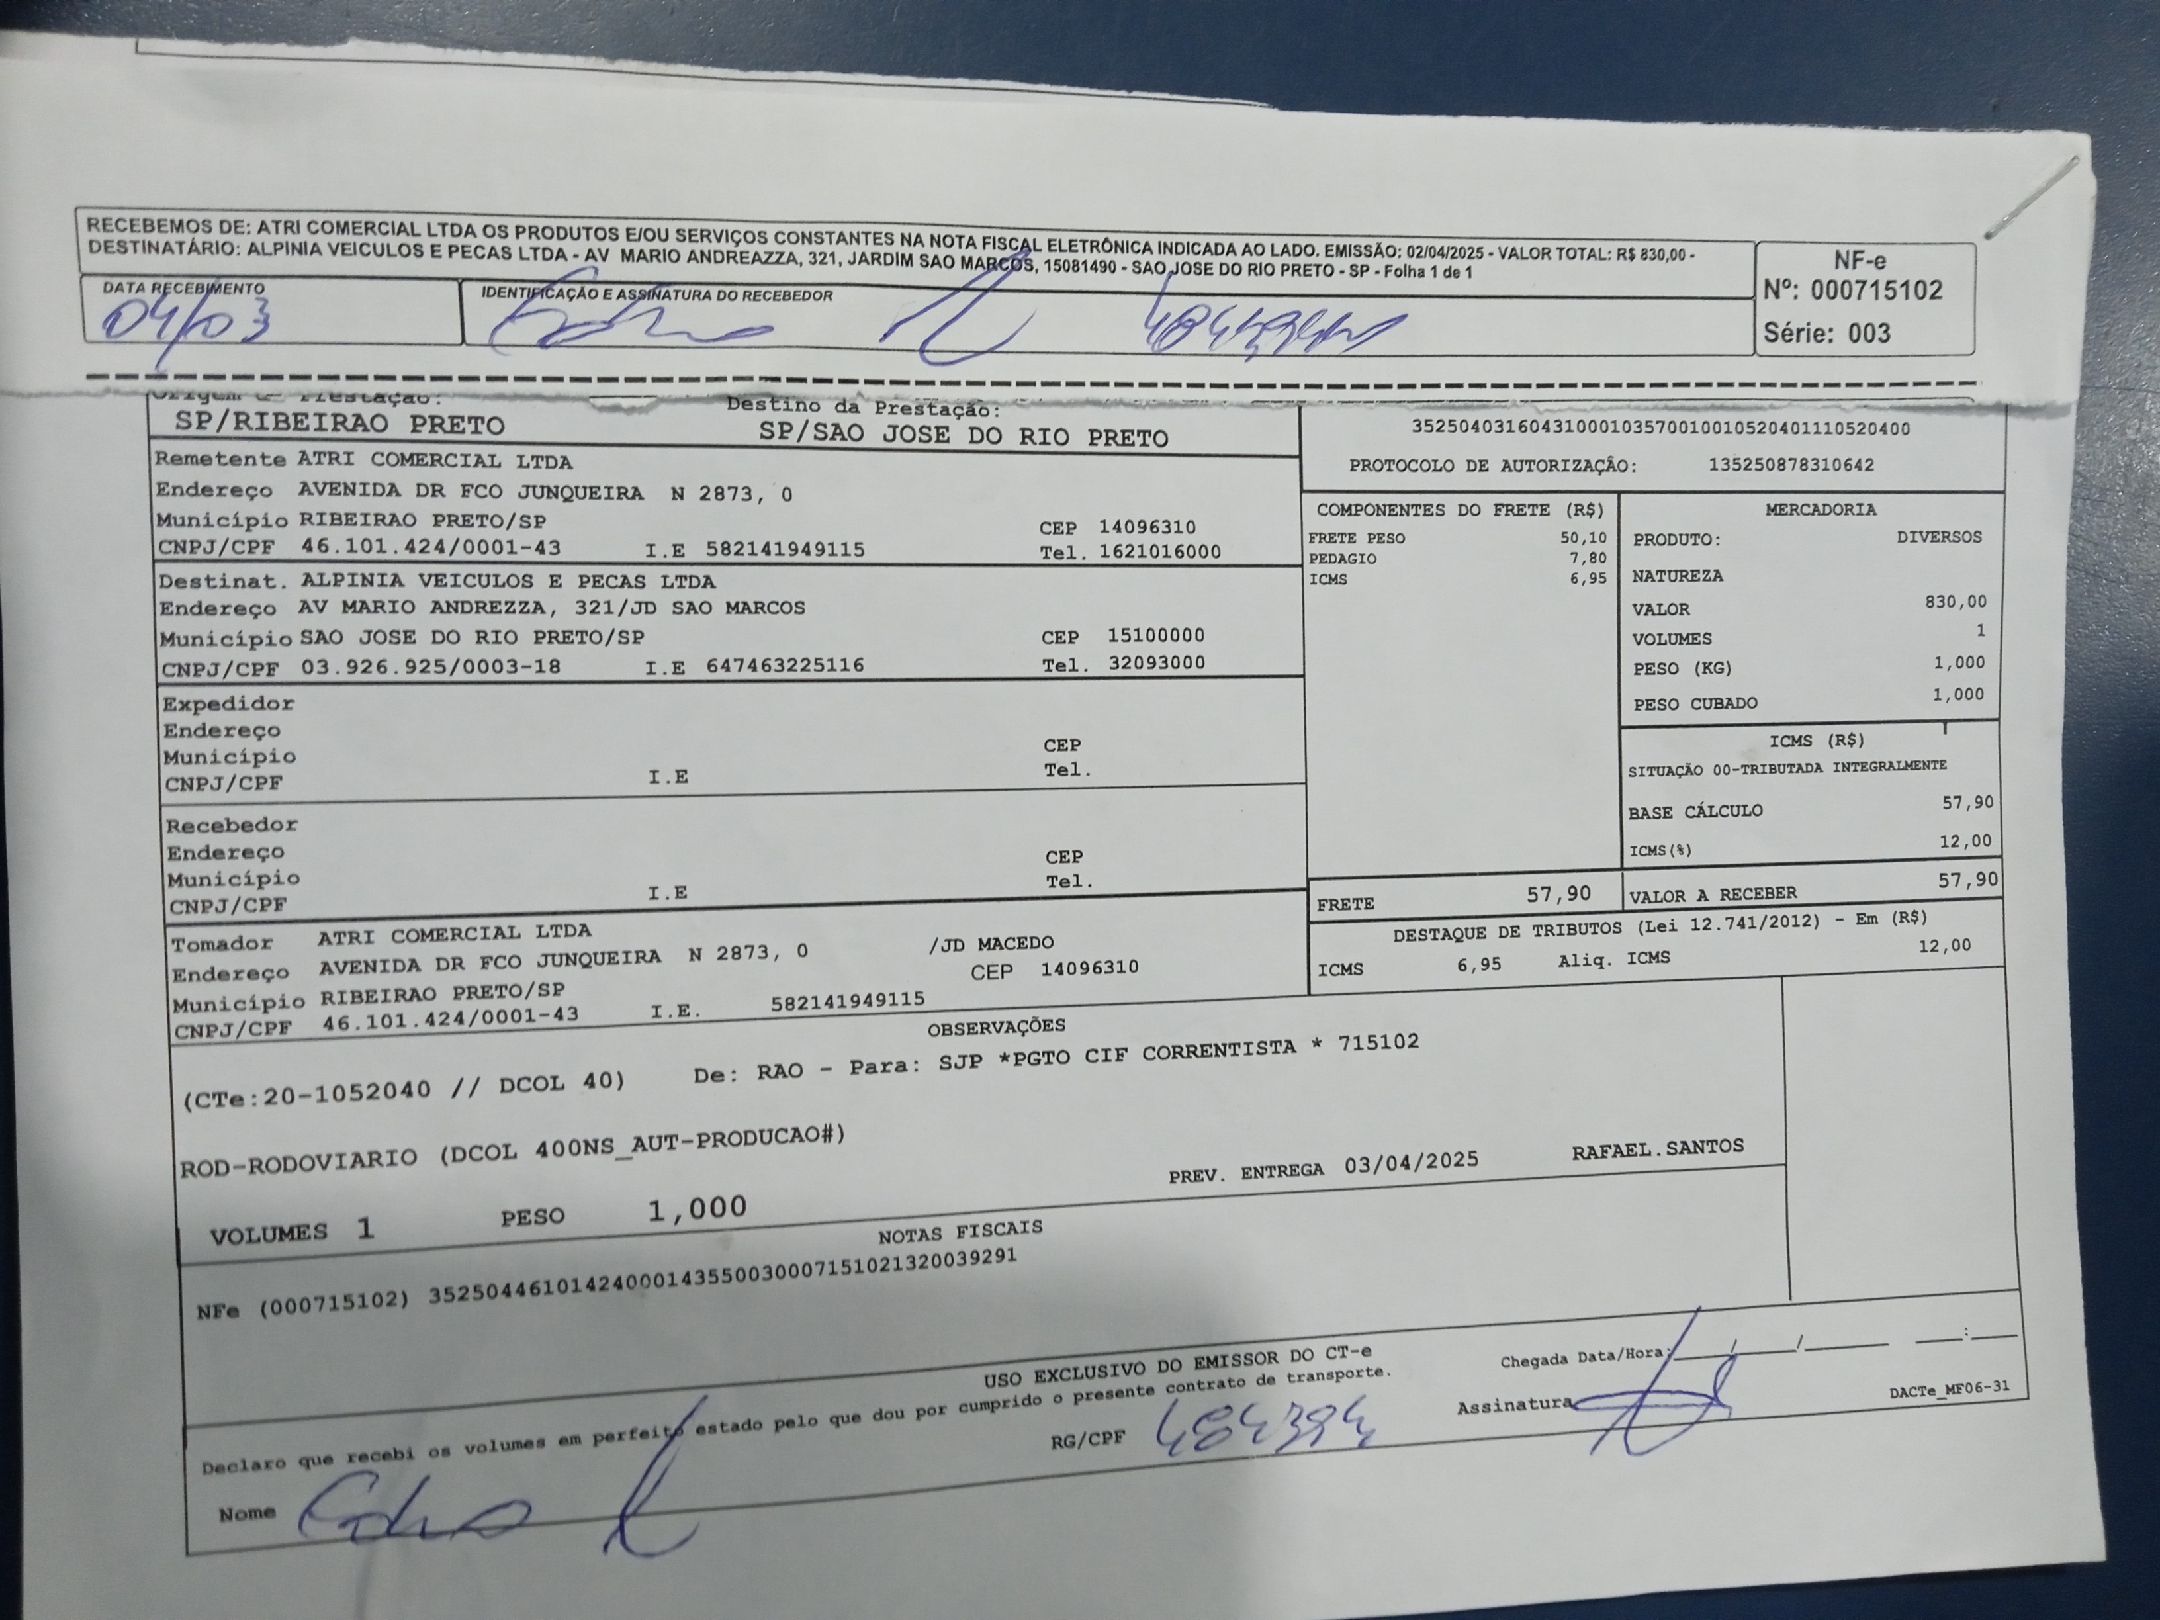 RECEBEMOS DE: ATRI COMERCIAL LTDA OS PRODUTOS E/OU SERVIÇOS CONSTANTES NA NOTA FISCAL ELETRÔNICA INDICADA AO LADO. EMISSÃO: 02/04/2025 - VALOR TOTAL: R$ 830,00 -
DESTINATÁRIO: ALPINIA VEICULOS E PECAS LTDA - AV MARIO ANDREAZZA, 321, JARDIM SAO MARCOS, 15081490 - SAO JOSE DO RIO PRETO - SP - Folha 1 de 1
NF-e
Nº: 000715102
Série: 003
DATA RECEBIMENTO
04/03
IDENTIFICAÇÃO E ASSINATURA DO RECEBEDOR
Prestação:
SP/RIBEIRAO PRETO
Destino da Prestação:
SP/SAO JOSE DO RIO PRETO
35250403160431000103570010010520401110520400
PROTOCOLO DE AUTORIZAÇÃO: 135250878310642
Remetente ATRI COMERCIAL LTDA
Endereço AVENIDA DR FCO JUNQUEIRA N 2873, 0
Município RIBEIRAO PRETO/SP CEP 14096310
CNPJ/CPF 46.101.424/0001-43 I.E 582141949115 Tel. 1621016000
Destinat. ALPINIA VEICULOS E PECAS LTDA
Endereço AV MARIO ANDREZZA, 321/JD SAO MARCOS
Município SAO JOSE DO RIO PRETO/SP CEP 15100000
CNPJ/CPF 03.926.925/0003-18 I.E 647463225116 Tel. 32093000
Expedidor
Endereço
Município CEP
CNPJ/CPF I.E Tel.
Recebedor
Endereço CEP
Município Tel.
CNPJ/CPF I.E
Tomador ATRI COMERCIAL LTDA
Endereço AVENIDA DR FCO JUNQUEIRA N 2873, 0 /JD MACEDO
Município RIBEIRAO PRETO/SP CEP 14096310
CNPJ/CPF 46.101.424/0001-43 I.E. 582141949115
COMPONENTES DO FRETE (R$)
FRETE PESO 50,10
PEDAGIO 7,80
ICMS 6,95
MERCADORIA
PRODUTO: DIVERSOS
NATUREZA
VALOR 830,00
VOLUMES 1
PESO (KG) 1,000
PESO CUBADO 1,000
ICMS (R$)
SITUAÇÃO 00-TRIBUTADA INTEGRALMENTE
BASE CÁLCULO 57,90
ICMS(%) 12,00
FRETE 57,90 VALOR A RECEBER 57,90
DESTAQUE DE TRIBUTOS (Lei 12.741/2012) - Em (R$)
ICMS 6,95 Aliq. ICMS 12,00
OBSERVAÇÕES
(CTe:20-1052040 // DCOL 40) De: RAO - Para: SJP *PGTO CIF CORRENTISTA * 715102
ROD-RODOVIARIO (DCOL 400NS_AUT-PRODUCAO#)
PREV. ENTREGA 03/04/2025 RAFAEL.SANTOS
VOLUMES 1 PESO 1,000
NOTAS FISCAIS
NFe (000715102) 35250446101424000143550030007151021320039291
USO EXCLUSIVO DO EMISSOR DO CT-e
Declaro que recebi os volumes em perfeito estado pelo que dou por cumprido o presente contrato de transporte.
Chegada Data/Hora: / / :
Nome
RG/CPF 484394
Assinatura
DACTe_MF06-31